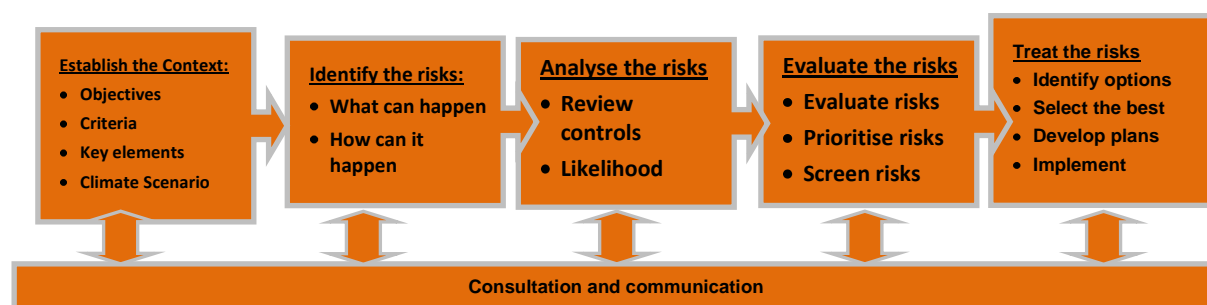 Establish the Context:
• Objectives
• Criteria
• Key elements
• Climate Scenario
Identify the risks:
• What can happen
• How can it
happen
Analyse the risks
• Review
controls
• Likelihood
Evaluate the risks
• Evaluate risks
• Prioritise risks
• Screen risks
Treat the risks
• Identify options
• Select the best
• Develop plans
• Implement
Consultation and communication